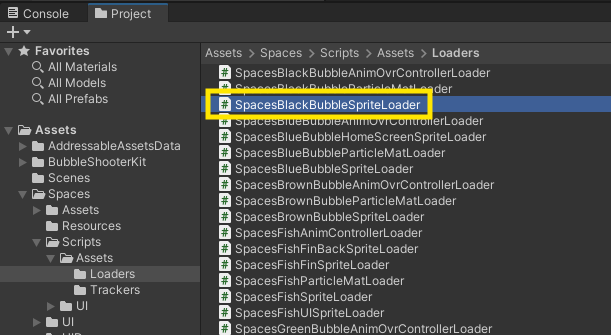 Console Project
Favorites
All Materials
All Models
All Prefabs
Assets
AddressableAssetsData
BubbleShooterKit
Scenes
Spaces
Assets
Resources
Scripts
Assets
Loaders
Trackers
UI
UI
Assets > Spaces > Scripts > Assets > Loaders
SpacesBlackBubbleAnimOvrControllerLoader
SpacesBlackBubbleParticleMatLoader
SpacesBlackBubbleSpriteLoader
SpacesBlueBubbleAnimOvrControllerLoader
SpacesBlueBubbleHomeScreenSpriteLoader
SpacesBlueBubbleParticleMatLoader
SpacesBlueBubbleSpriteLoader
SpacesBrownBubbleAnimOvrControllerLoader
SpacesBrownBubbleParticleMatLoader
SpacesBrownBubbleSpriteLoader
SpacesFishAnimControllerLoader
SpacesFishFinBackSpriteLoader
SpacesFishFinSpriteLoader
SpacesFishParticleMatLoader
SpacesFishSpriteLoader
SpacesFishUISpriteLoader
SpacesGreenBubbleAnimOvrControllerLoader